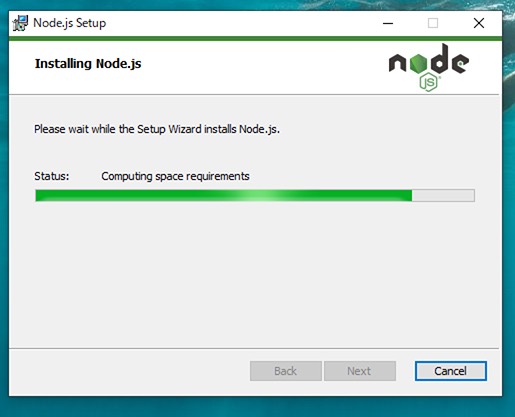 Node.js Setup
Installing Node.js
node
JS
Please wait while the Setup Wizard installs Node.js.
Status: Computing space requirements
Back Next Cancel